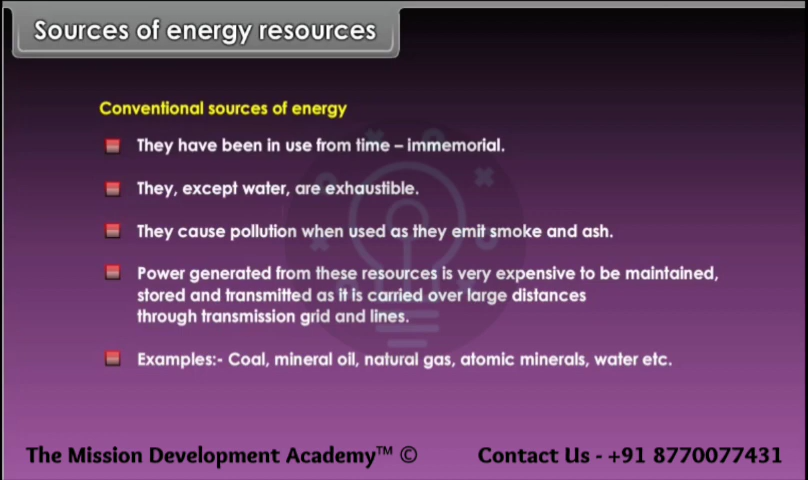 Sources of energy resources
Conventional sources of energy
They have been in use from time – immemorial.
They, except water, are exhaustible.
They cause pollution when used as they emit smoke and ash.
Power generated from these resources is very expensive to be maintained,
stored and transmitted as it is carried over large distances
through transmission grid and lines.
Examples:- Coal, mineral oil, natural gas, atomic minerals, water etc.
The Mission Development Academy™ © Contact Us - +91 8770077431